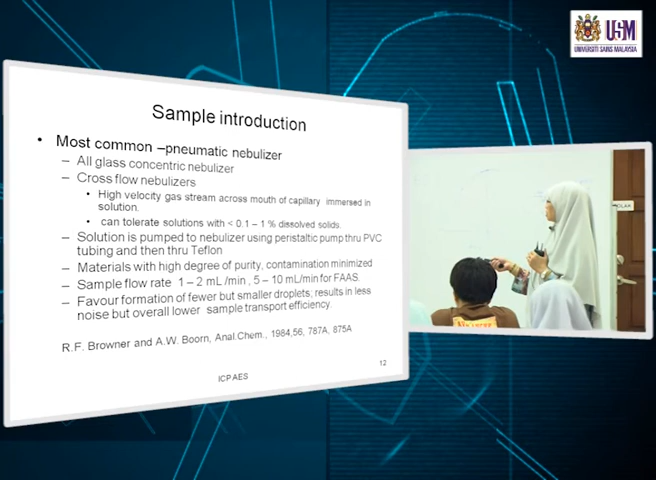 USM
UNIVERSITI SAINS MALAYSIA
Sample introduction
• Most common –pneumatic nebulizer
– All glass concentric nebulizer
– Cross flow nebulizers
• High velocity gas stream across mouth of capillary immersed in
solution.
• can tolerate solutions with < 0.1 – 1 % dissolved solids.
– Solution is pumped to nebulizer using peristaltic pump thru PVC
tubing and then thru Teflon
– Materials with high degree of purity, contamination minimized
– Sample flow rate 1 – 2 mL /min , 5 – 10 mL/min for FAAS.
– Favour formation of fewer but smaller droplets; results in less
noise but overall lower sample transport efficiency.
R.F. Browner and A.W. Boorn, Anal.Chem., 1984,56, 787A, 875A
12
ICPAES